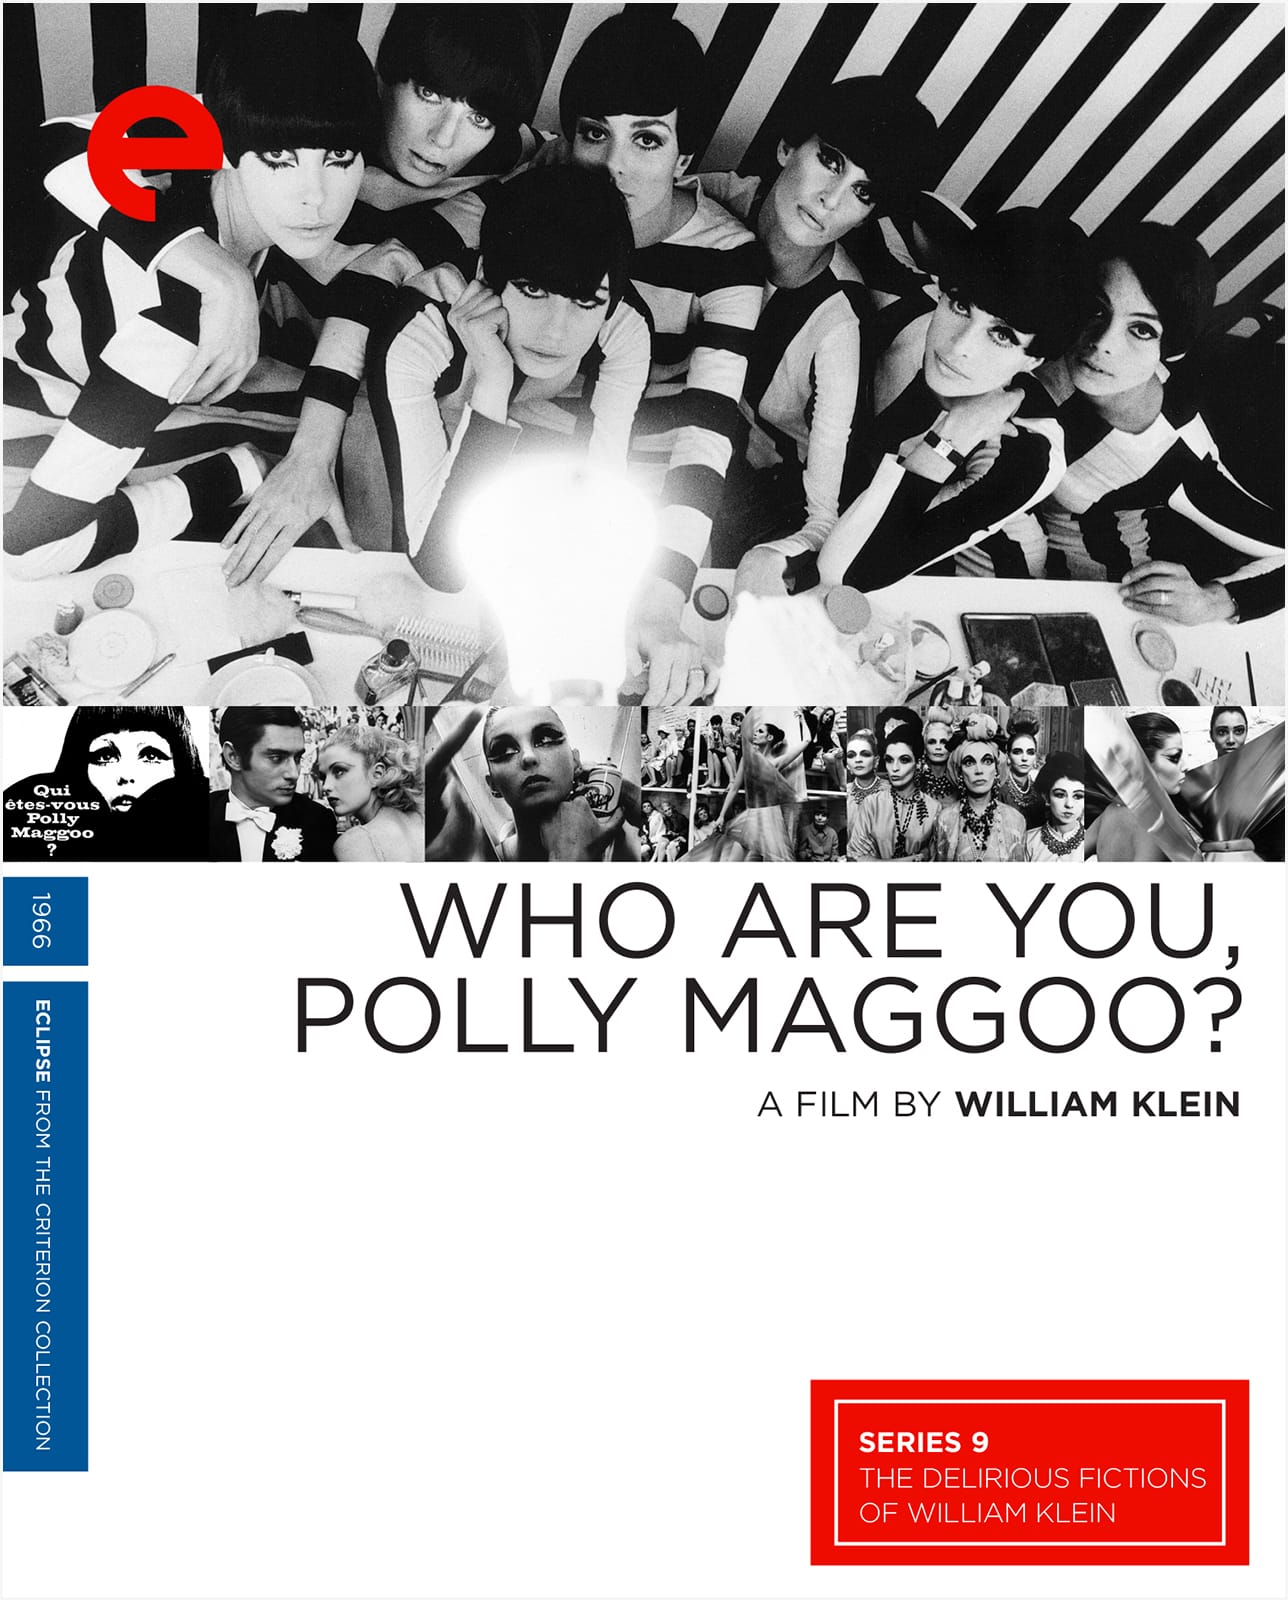 e
Qui
êtes-vous
Polly
Maggoo
?
1966
ECLIPSE FROM THE CRITERION COLLECTION
WHO ARE YOU,
POLLY MAGGOO?
A FILM BY WILLIAM KLEIN
SERIES 9
THE DELIRIOUS FICTIONS
OF WILLIAM KLEIN